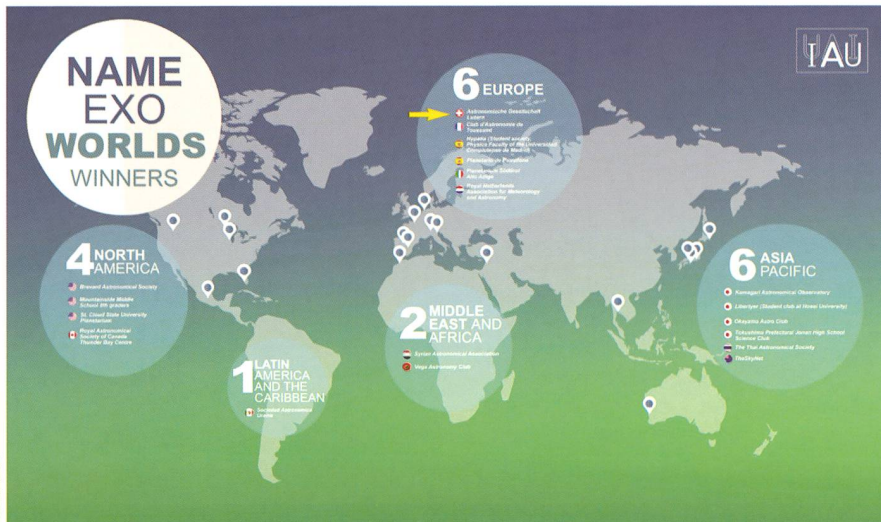 NAME
EXO
WORLDS
WINNERS
IAU
6 EUROPE
Astronomische Gesellschaft
Luzern
Club d'Astronomie de
Toussaint
Hypatia (Student society,
Physics Faculty of the Universidad
Complutense de Madrid)
Planetario de Pamplona
Planetarium Südtirol
Alto Adige
Royal Netherlands
Association for Meteorology
and Astronomy
4 NORTH
AMERICA
Brevard Astronomical Society
Mountainside Middle
School 8th graders
St. Cloud State University
Planetarium
Royal Astronomical
Society of Canada
Thunder Bay Centre
1 LATIN
AMERICA
AND THE
CARIBBEAN
Sociedad Astronómica
2 MIDDLE
EAST AND
AFRICA
Syrian Astronomical Association
Vega Astronomy Club
6 ASIA
PACIFIC
Kamagari Astronomical Observatory
Libertyer (Student club at Hosei University)
Okayama Astro Club
Tokushima Prefectural Jonan High School
Science Club
The Thai Astronomical Society
TheSkyNet